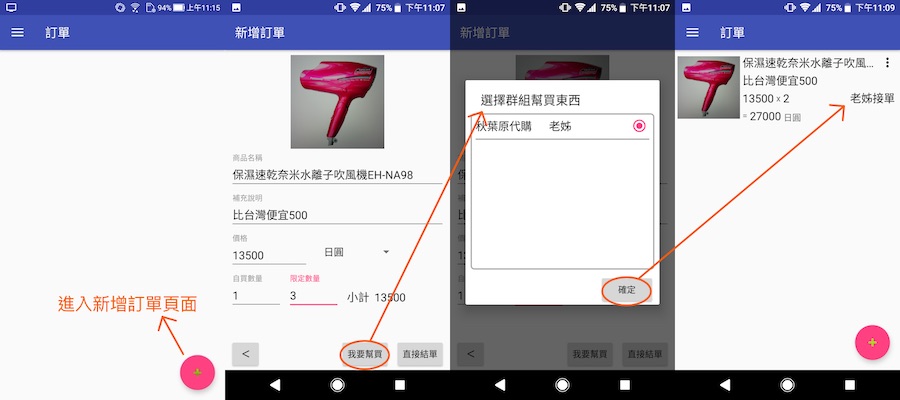 94% 上午11:15
訂單
進入新增訂單頁面
+
75% 下午11:07
新增訂單
商品名稱
保濕速乾奈米水離子吹風機EH-NA98
補充說明
比台灣便宜500
價格
13500 日圓
自買數量 限定數量
1 3 小計 13500
< 我要幫買 直接結單
75% 下午11:07
新增訂單
選擇群組幫買東西
秋葉原代購 老姊
確定
< 我要幫買 直接結單
75% 下午11:09
訂單
保濕速乾奈米水離子吹風...
比台灣便宜500
13500 x 2
老姊接單
= 27000 日圓
+